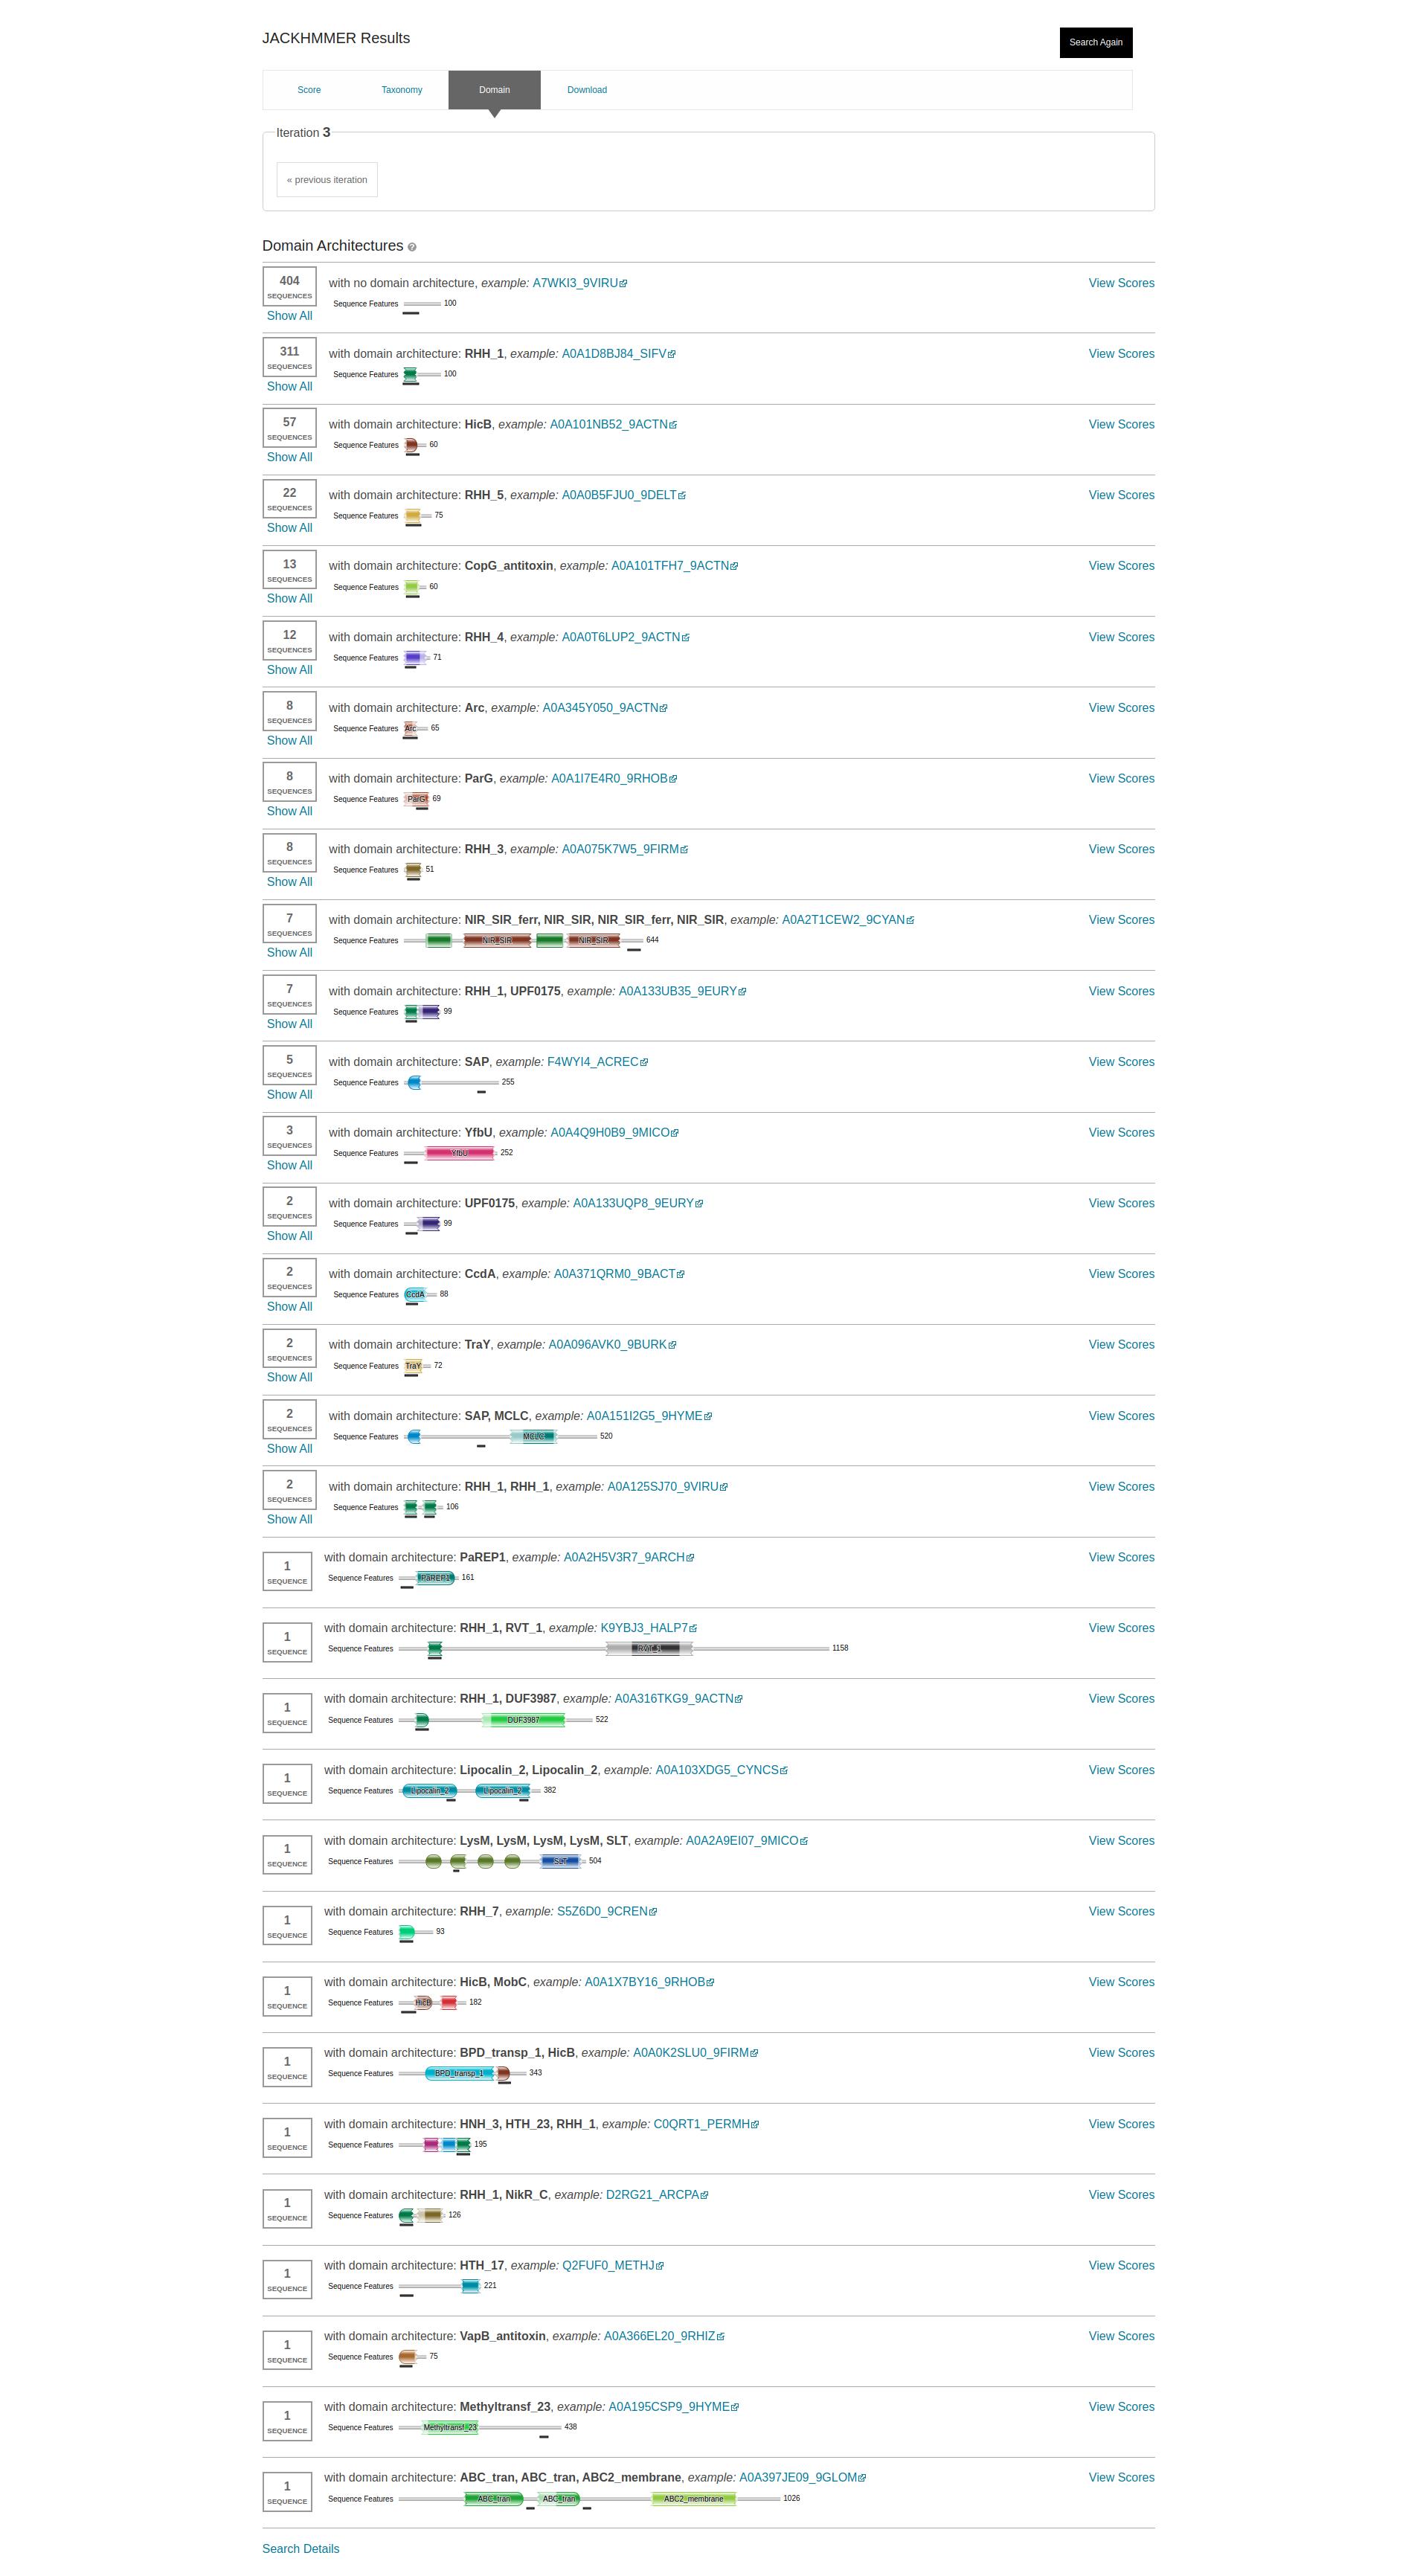 JACKHMMER Results
Search Again
Score Taxonomy Domain Download
Iteration 3
« previous iteration
Domain Architectures ?
404 SEQUENCES Show All
with no domain architecture, example: A7WKI3_9VIRU View Scores
Sequence Features 100
311 SEQUENCES Show All
with domain architecture: RHH_1, example: A0A1D8BJ84_SIFV View Scores
Sequence Features 100
57 SEQUENCES Show All
with domain architecture: HicB, example: A0A101NB52_9ACTN View Scores
Sequence Features 60
22 SEQUENCES Show All
with domain architecture: RHH_5, example: A0A0B5FJU0_9DELT View Scores
Sequence Features 75
13 SEQUENCES Show All
with domain architecture: CopG_antitoxin, example: A0A101TFH7_9ACTN View Scores
Sequence Features 60
12 SEQUENCES Show All
with domain architecture: RHH_4, example: A0A0T6LUP2_9ACTN View Scores
Sequence Features 71
8 SEQUENCES Show All
with domain architecture: Arc, example: A0A345Y050_9ACTN View Scores
Sequence Features Arc 65
8 SEQUENCES Show All
with domain architecture: ParG, example: A0A1I7E4R0_9RHOB View Scores
Sequence Features ParG 69
8 SEQUENCES Show All
with domain architecture: RHH_3, example: A0A075K7W5_9FIRM View Scores
Sequence Features 51
7 SEQUENCES Show All
with domain architecture: NIR_SIR_ferr, NIR_SIR, NIR_SIR_ferr, NIR_SIR, example: A0A2T1CEW2_9CYAN View Scores
Sequence Features NIR_SIR NIR_SIR 644
7 SEQUENCES Show All
with domain architecture: RHH_1, UPF0175, example: A0A133UB35_9EURY View Scores
Sequence Features 99
5 SEQUENCES Show All
with domain architecture: SAP, example: F4WYI4_ACREC View Scores
Sequence Features 255
3 SEQUENCES Show All
with domain architecture: YfbU, example: A0A4Q9H0B9_9MICO View Scores
Sequence Features YfbU 252
2 SEQUENCES Show All
with domain architecture: UPF0175, example: A0A133UQP8_9EURY View Scores
Sequence Features 99
2 SEQUENCES Show All
with domain architecture: CcdA, example: A0A371QRM0_9BACT View Scores
Sequence Features CcdA 88
2 SEQUENCES Show All
with domain architecture: TraY, example: A0A096AVK0_9BURK View Scores
Sequence Features TraY 72
2 SEQUENCES Show All
with domain architecture: SAP, MCLC, example: A0A151I2G5_9HYME View Scores
Sequence Features MCLC 520
2 SEQUENCES Show All
with domain architecture: RHH_1, RHH_1, example: A0A125SJ70_9VIRU View Scores
Sequence Features 106
1 SEQUENCE
with domain architecture: PaREP1, example: A0A2H5V3R7_9ARCH View Scores
Sequence Features PaREP1 161
1 SEQUENCE
with domain architecture: RHH_1, RVT_1, example: K9YBJ3_HALP7 View Scores
Sequence Features RVT_1 1158
1 SEQUENCE
with domain architecture: RHH_1, DUF3987, example: A0A316TKG9_9ACTN View Scores
Sequence Features DUF3987 522
1 SEQUENCE
with domain architecture: Lipocalin_2, Lipocalin_2, example: A0A103XDG5_CYNCS View Scores
Sequence Features Lipocalin_2 Lipocalin_2 382
1 SEQUENCE
with domain architecture: LysM, LysM, LysM, LysM, SLT, example: A0A2A9EI07_9MICO View Scores
Sequence Features SLT 504
1 SEQUENCE
with domain architecture: RHH_7, example: S5Z6D0_9CREN View Scores
Sequence Features 93
1 SEQUENCE
with domain architecture: HicB, MobC, example: A0A1X7BY16_9RHOB View Scores
Sequence Features HicB 182
1 SEQUENCE
with domain architecture: BPD_transp_1, HicB, example: A0A0K2SLU0_9FIRM View Scores
Sequence Features BPD_transp_1 343
1 SEQUENCE
with domain architecture: HNH_3, HTH_23, RHH_1, example: C0QRT1_PERMH View Scores
Sequence Features 195
1 SEQUENCE
with domain architecture: RHH_1, NikR_C, example: D2RG21_ARCPA View Scores
Sequence Features 126
1 SEQUENCE
with domain architecture: HTH_17, example: Q2FUF0_METHJ View Scores
Sequence Features 221
1 SEQUENCE
with domain architecture: VapB_antitoxin, example: A0A366EL20_9RHIZ View Scores
Sequence Features 75
1 SEQUENCE
with domain architecture: Methyltransf_23, example: A0A195CSP9_9HYME View Scores
Sequence Features Methyltransf_23 438
1 SEQUENCE
with domain architecture: ABC_tran, ABC_tran, ABC2_membrane, example: A0A397JE09_9GLOM View Scores
Sequence Features ABC_tran ABC_tran ABC2_membrane 1026
Search Details